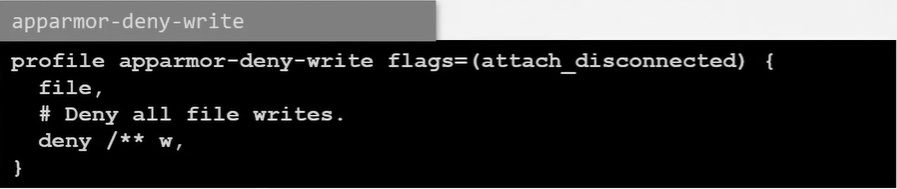 apparmor-deny-write
profile apparmor-deny-write flags=(attach_disconnected) {
file,
# Deny all file writes.
deny /** w,
}